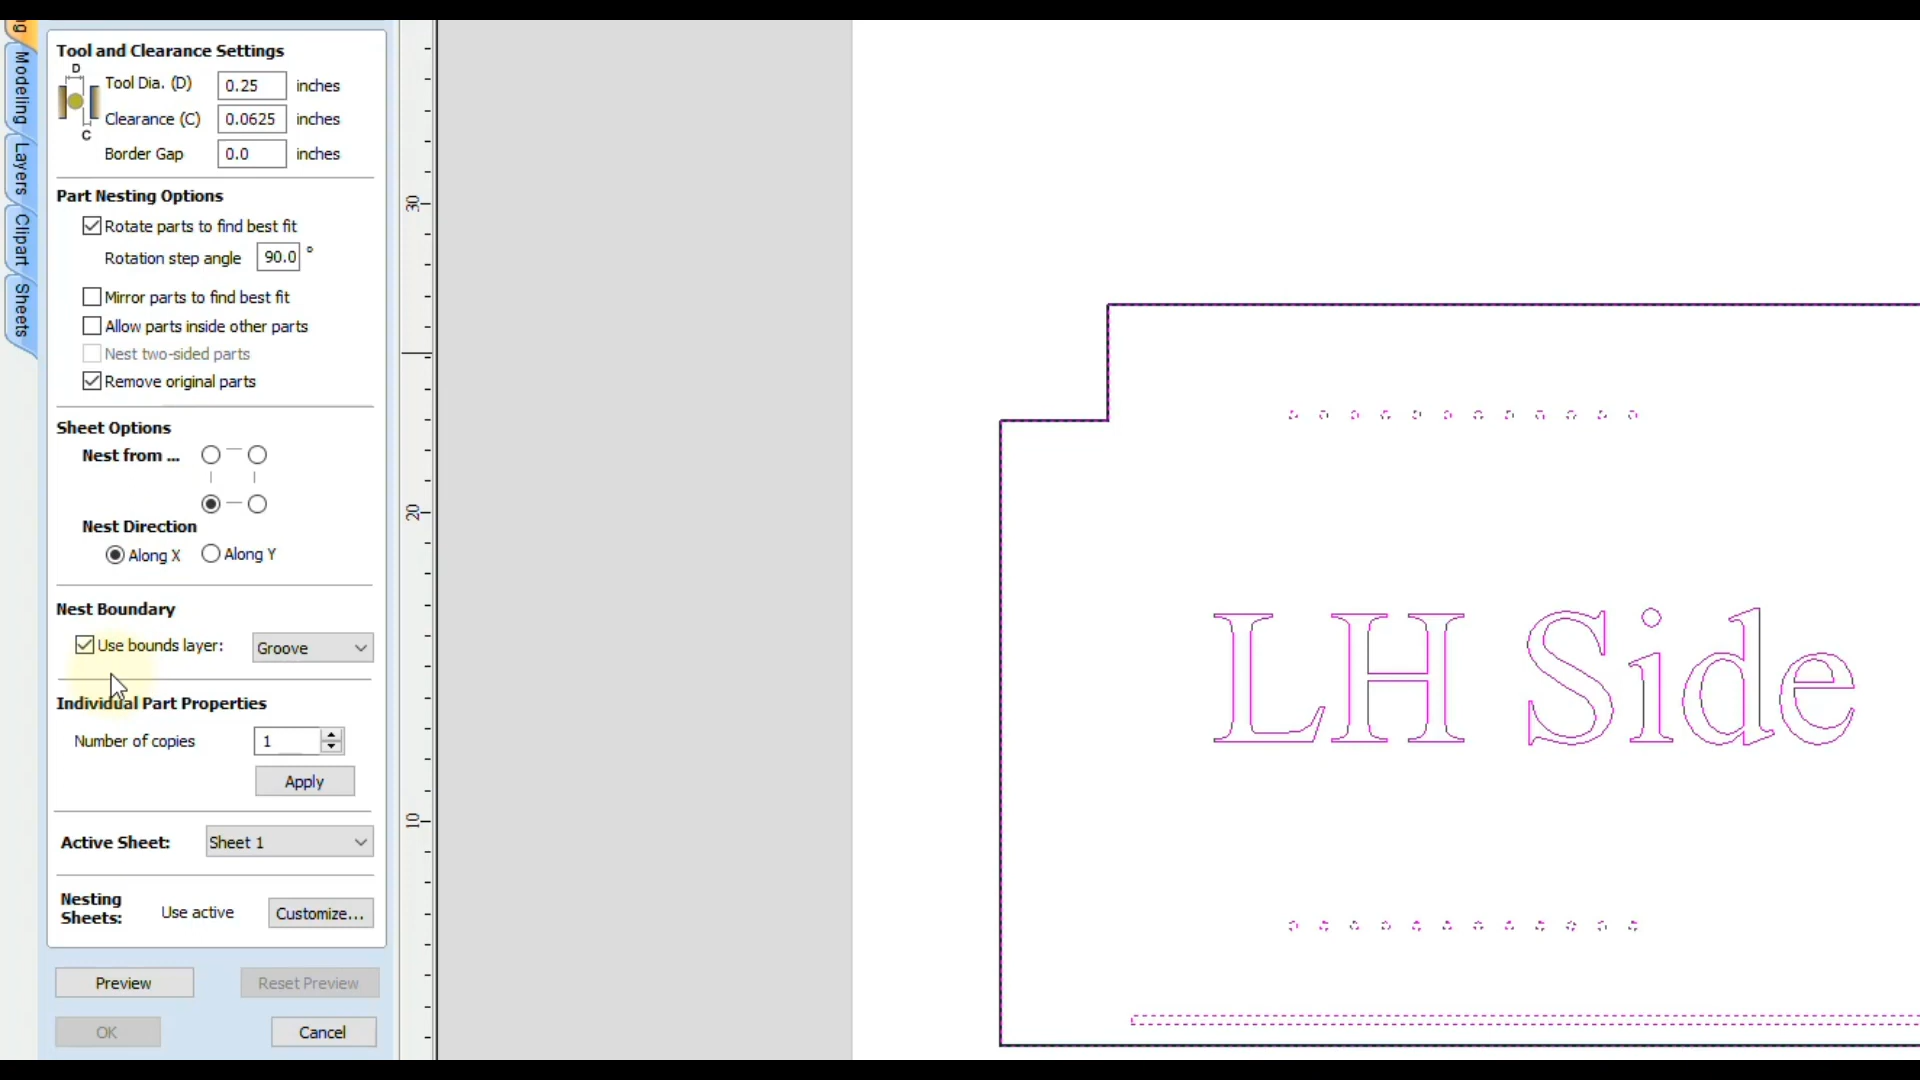 g
Modeling
Layers
Clipart
Sheets
Tool and Clearance Settings
D
Tool Dia. (D) 0.25 inches
Clearance (C) 0.0625 inches
C
Border Gap 0.0 inches
Part Nesting Options
Rotate parts to find best fit
Rotation step angle 90.0 °
Mirror parts to find best fit
Allow parts inside other parts
Nest two-sided parts
Remove original parts
Sheet Options
Nest from ...
Nest Direction
Along X Along Y
Nest Boundary
Use bounds layer: Groove
Individual Part Properties
Number of copies 1
Apply
Active Sheet: Sheet 1
Nesting
Sheets: Use active Customize...
Preview Reset Preview
OK Cancel
30
20
10
LH Side